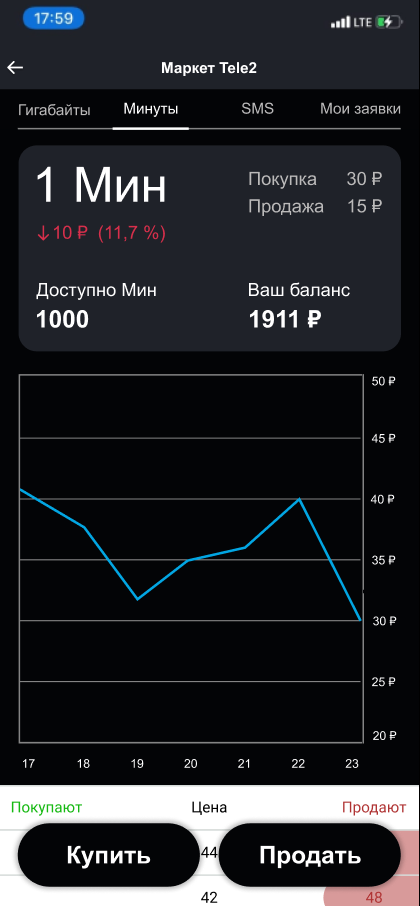 17:59 LTE
Маркет Tele2
Гигабайты Минуты SMS Мои заявки
1 Мин
Покупка 30 ₽
Продажа 15 ₽
↓10 ₽ (11,7 %)
Доступно Мин Ваш баланс
1000 1911 ₽
50 ₽
45 ₽
40 ₽
35 ₽
30 ₽
25 ₽
20 ₽
17 18 19 20 21 22 23
Покупают Цена Продают
Купить 44 Продать
42 48